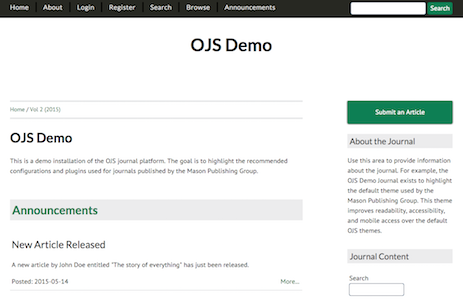 Home About Login Register Search Browse Announcements Search
OJS Demo
Home / Vol 2 (2015)
OJS Demo
This is a demo installation of the OJS journal platform. The goal is to highlight the recommended
configurations and plugins used for journals published by the Mason Publishing Group.
Announcements
New Article Released
A new article by John Doe entitled "The story of everything" has just been released.
Posted: 2015-05-14 More...
Submit an Article
About the Journal
Use this area to provide information
about the journal. For example, the
OJS Demo Journal exists to highlight
the default theme used by the
Mason Publishing Group. This theme
improves readability, accessibility,
and mobile access over the default
OJS themes.
Journal Content
Search